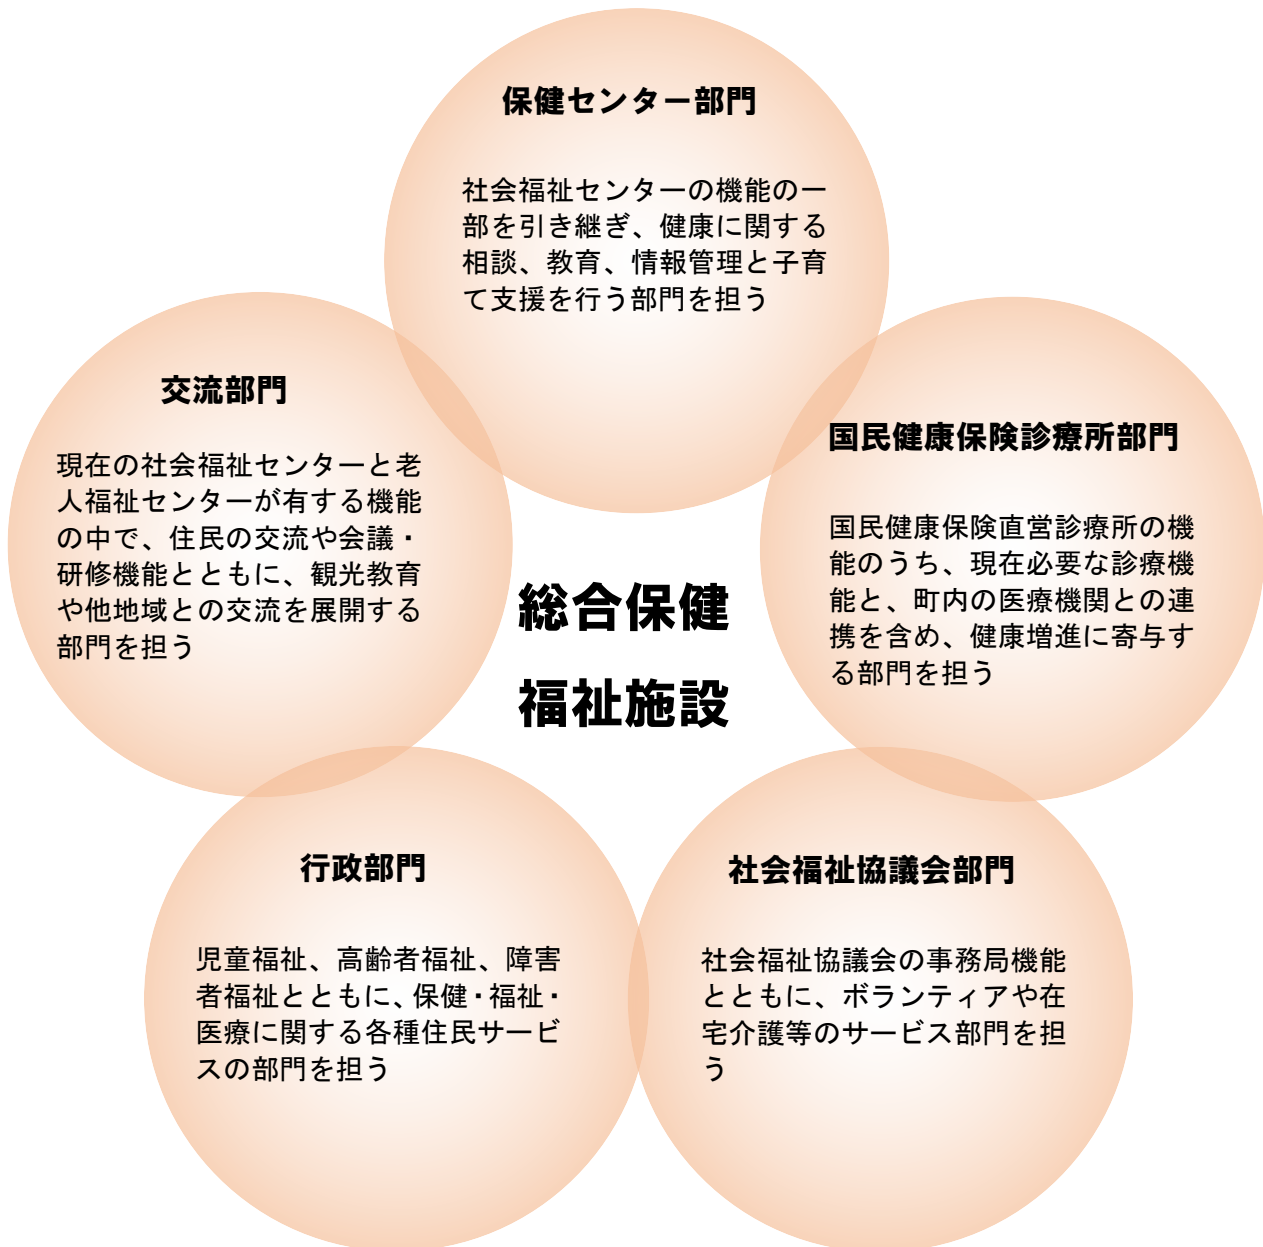 保健センター部門
社会福祉センターの機能の一
部を引き継ぎ、健康に関する
相談、教育、情報管理と子育
て支援を行う部門を担う
交流部門
現在の社会福祉センターと老
人福祉センターが有する機能
の中で、住民の交流や会議・
研修機能とともに、観光教育
や他地域との交流を展開する
部門を担う
国民健康保険診療所部門
国民健康保険直営診療所の機
能のうち、現在必要な診療機
能と、町内の医療機関との連
携を含め、健康増進に寄与す
る部門を担う
総合保健
福祉施設
行政部門
児童福祉、高齢者福祉、障害
者福祉とともに、保健・福祉・
医療に関する各種住民サービ
スの部門を担う
社会福祉協議会部門
社会福祉協議会の事務局機能
とともに、ボランティアや在
宅介護等のサービス部門を担
う